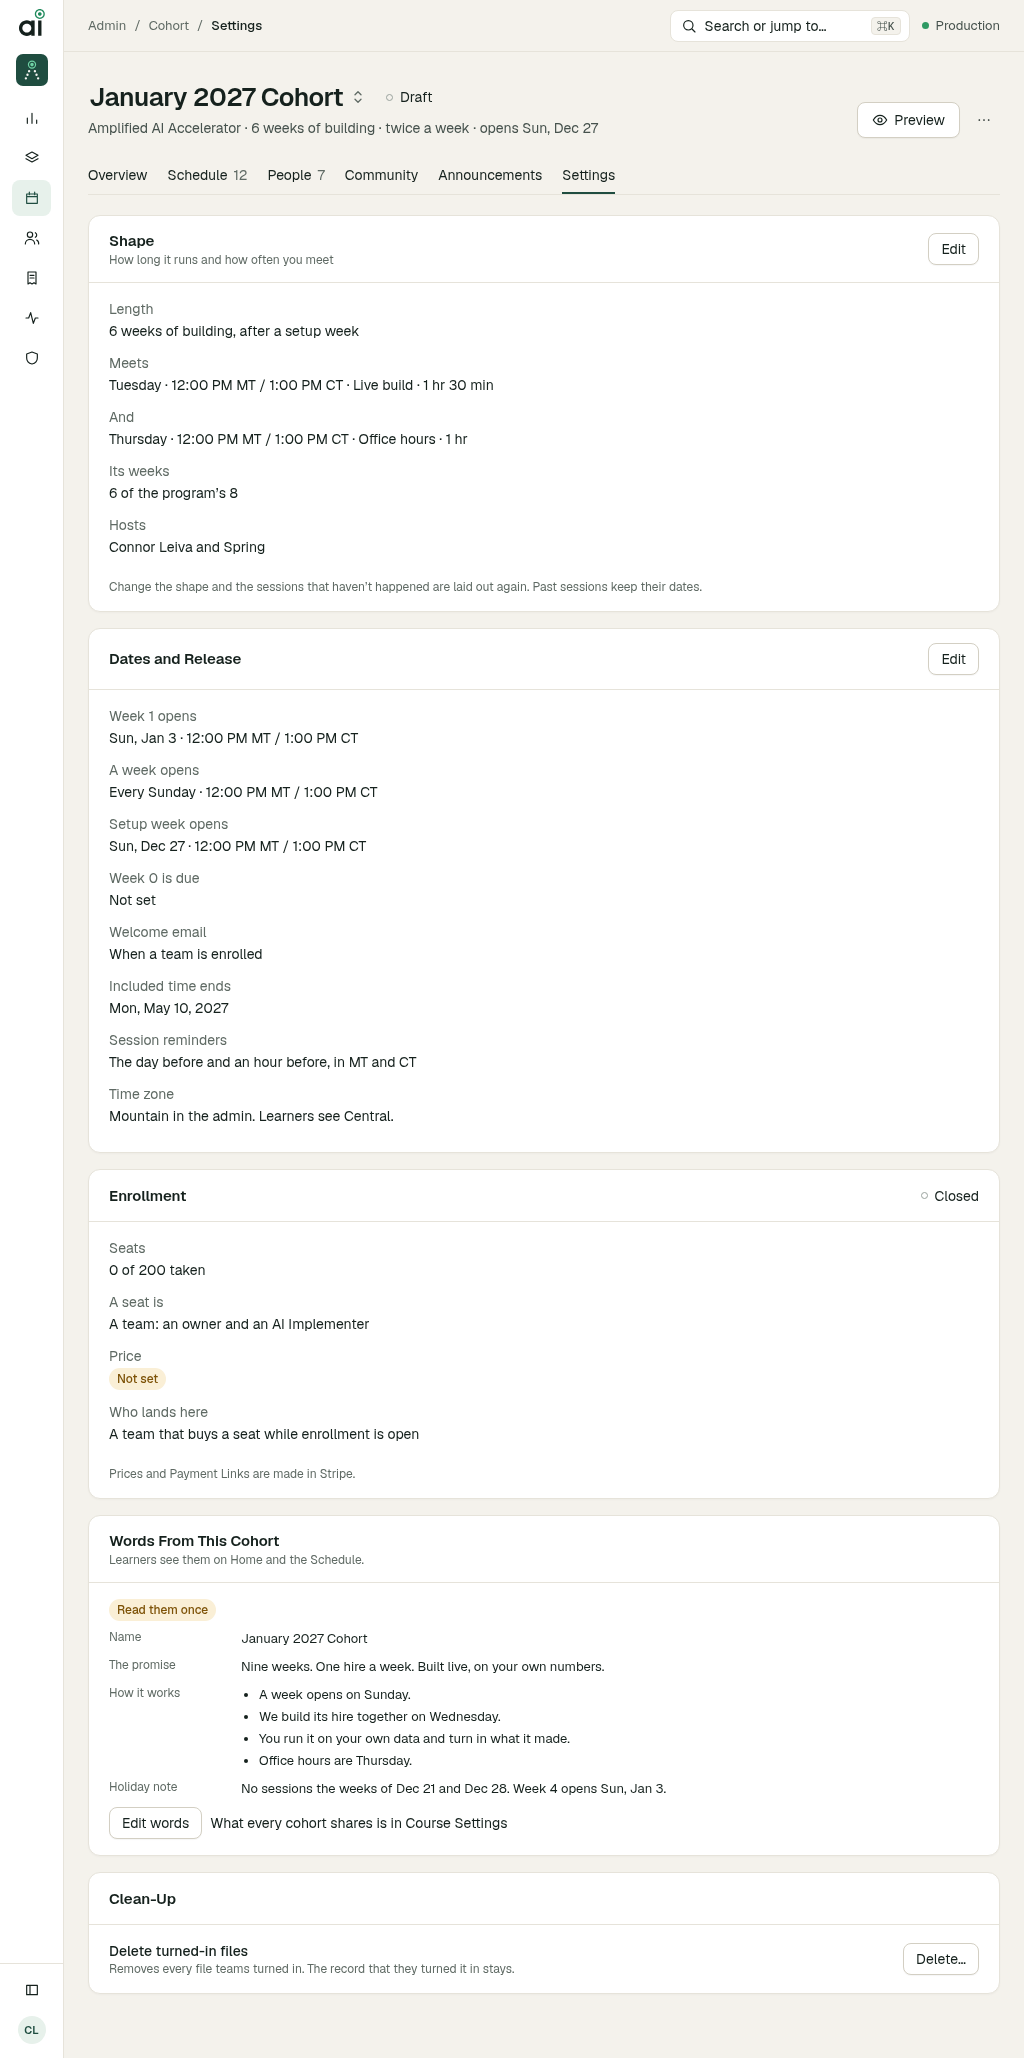 ai
Admin / Cohort / Settings
Search or jump to... ⌘K
Production
January 2027 Cohort
Draft
Amplified AI Accelerator · 6 weeks of building · twice a week · opens Sun, Dec 27
Preview
...
Overview Schedule 12 People 7 Community Announcements Settings
Shape
How long it runs and how often you meet
Edit
Length
6 weeks of building, after a setup week
Meets
Tuesday · 12:00 PM MT / 1:00 PM CT · Live build · 1 hr 30 min
And
Thursday · 12:00 PM MT / 1:00 PM CT · Office hours · 1 hr
Its weeks
6 of the program's 8
Hosts
Connor Leiva and Spring
Change the shape and the sessions that haven't happened are laid out again. Past sessions keep their dates.
Dates and Release
Edit
Week 1 opens
Sun, Jan 3 · 12:00 PM MT / 1:00 PM CT
A week opens
Every Sunday · 12:00 PM MT / 1:00 PM CT
Setup week opens
Sun, Dec 27 · 12:00 PM MT / 1:00 PM CT
Week 0 is due
Not set
Welcome email
When a team is enrolled
Included time ends
Mon, May 10, 2027
Session reminders
The day before and an hour before, in MT and CT
Time zone
Mountain in the admin. Learners see Central.
Enrollment
Closed
Seats
0 of 200 taken
A seat is
A team: an owner and an AI Implementer
Price
Not set
Who lands here
A team that buys a seat while enrollment is open
Prices and Payment Links are made in Stripe.
Words From This Cohort
Learners see them on Home and the Schedule.
Read them once
Name January 2027 Cohort
The promise Nine weeks. One hire a week. Built live, on your own numbers.
How it works • A week opens on Sunday.
• We build its hire together on Wednesday.
• You run it on your own data and turn in what it made.
• Office hours are Thursday.
Holiday note No sessions the weeks of Dec 21 and Dec 28. Week 4 opens Sun, Jan 3.
Edit words What every cohort shares is in Course Settings
Clean-Up
Delete turned-in files
Removes every file teams turned in. The record that they turned it in stays.
Delete...
CL